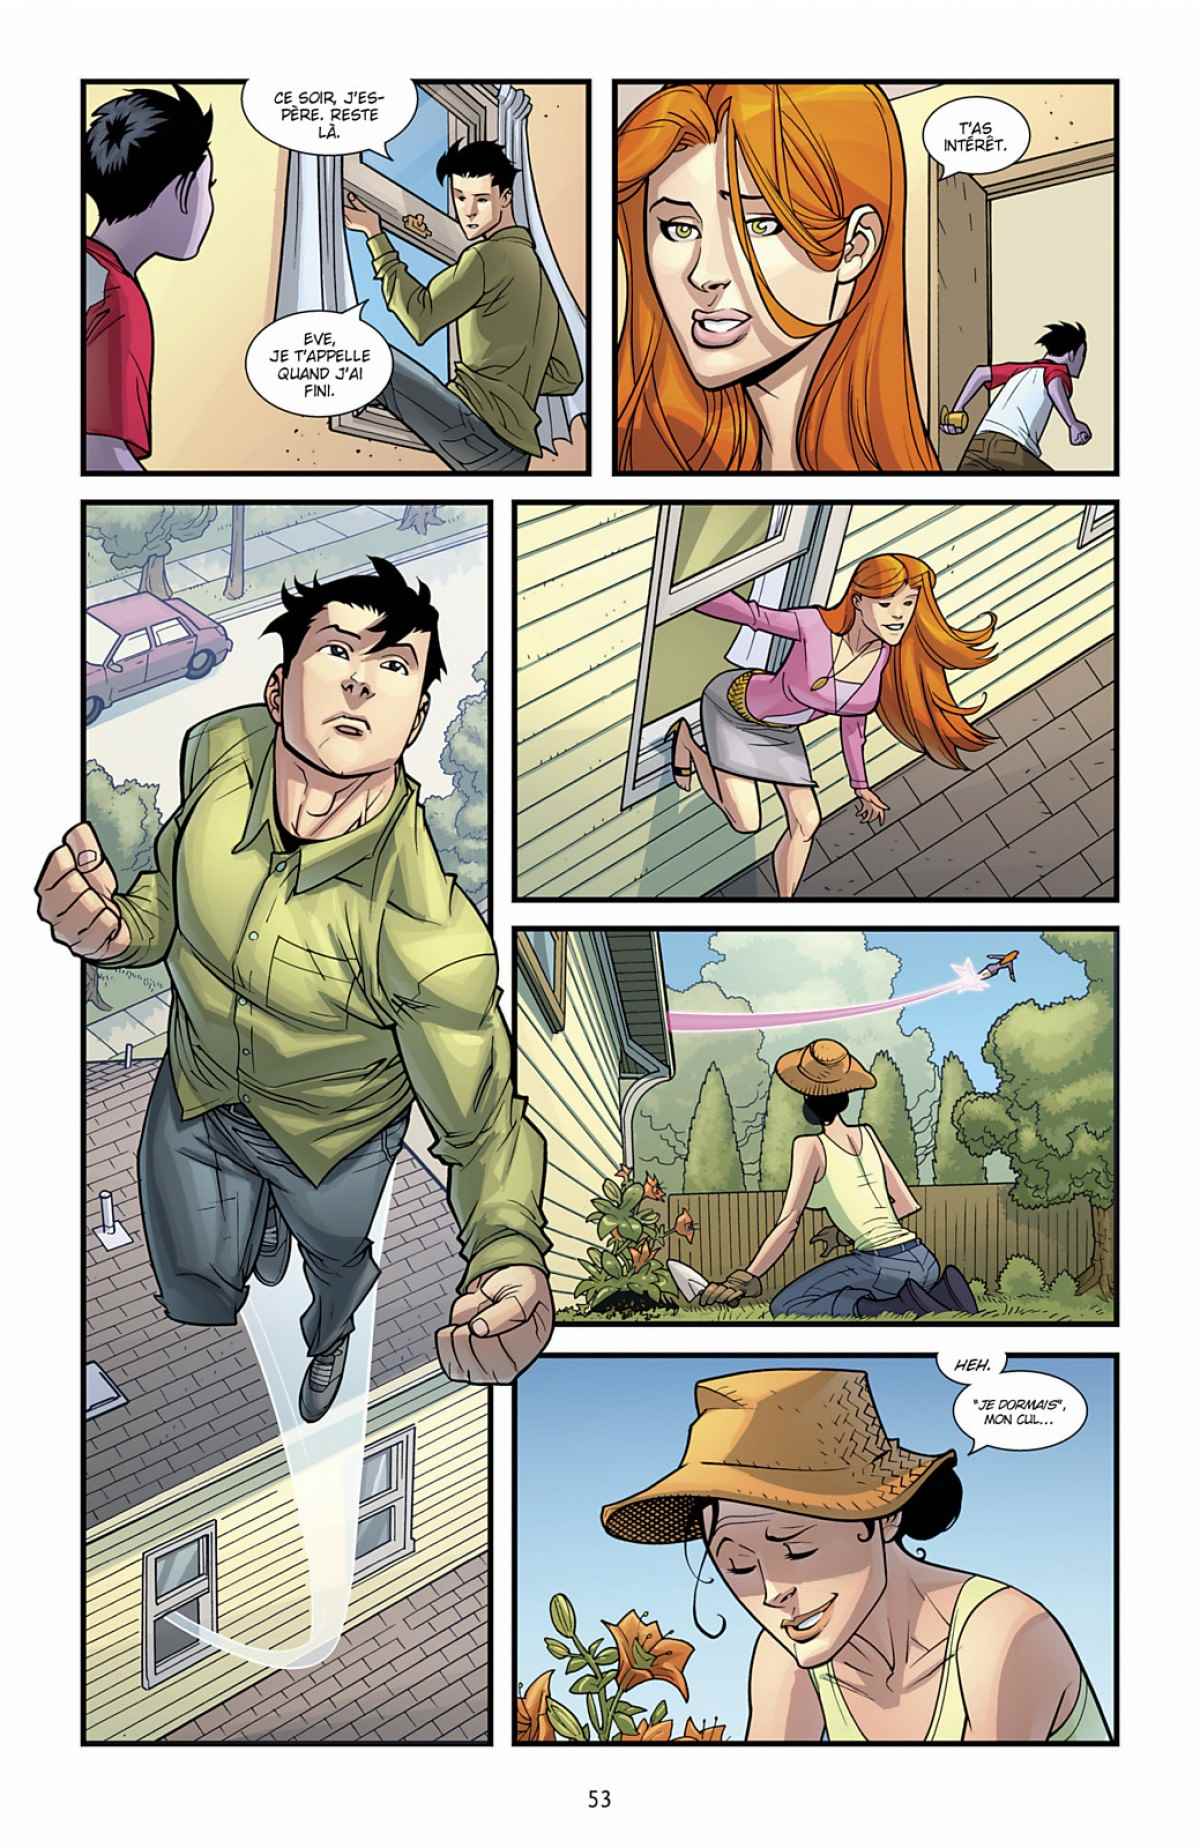 CE SOIR, J'ES-
PÈRE. RESTE
LÀ.
EVE,
JE T'APPELLE
QUAND J'AI
FINI.
T'AS
INTÉRÊT.
HEH.
"JE DORMAIS",
MON CUL...
53